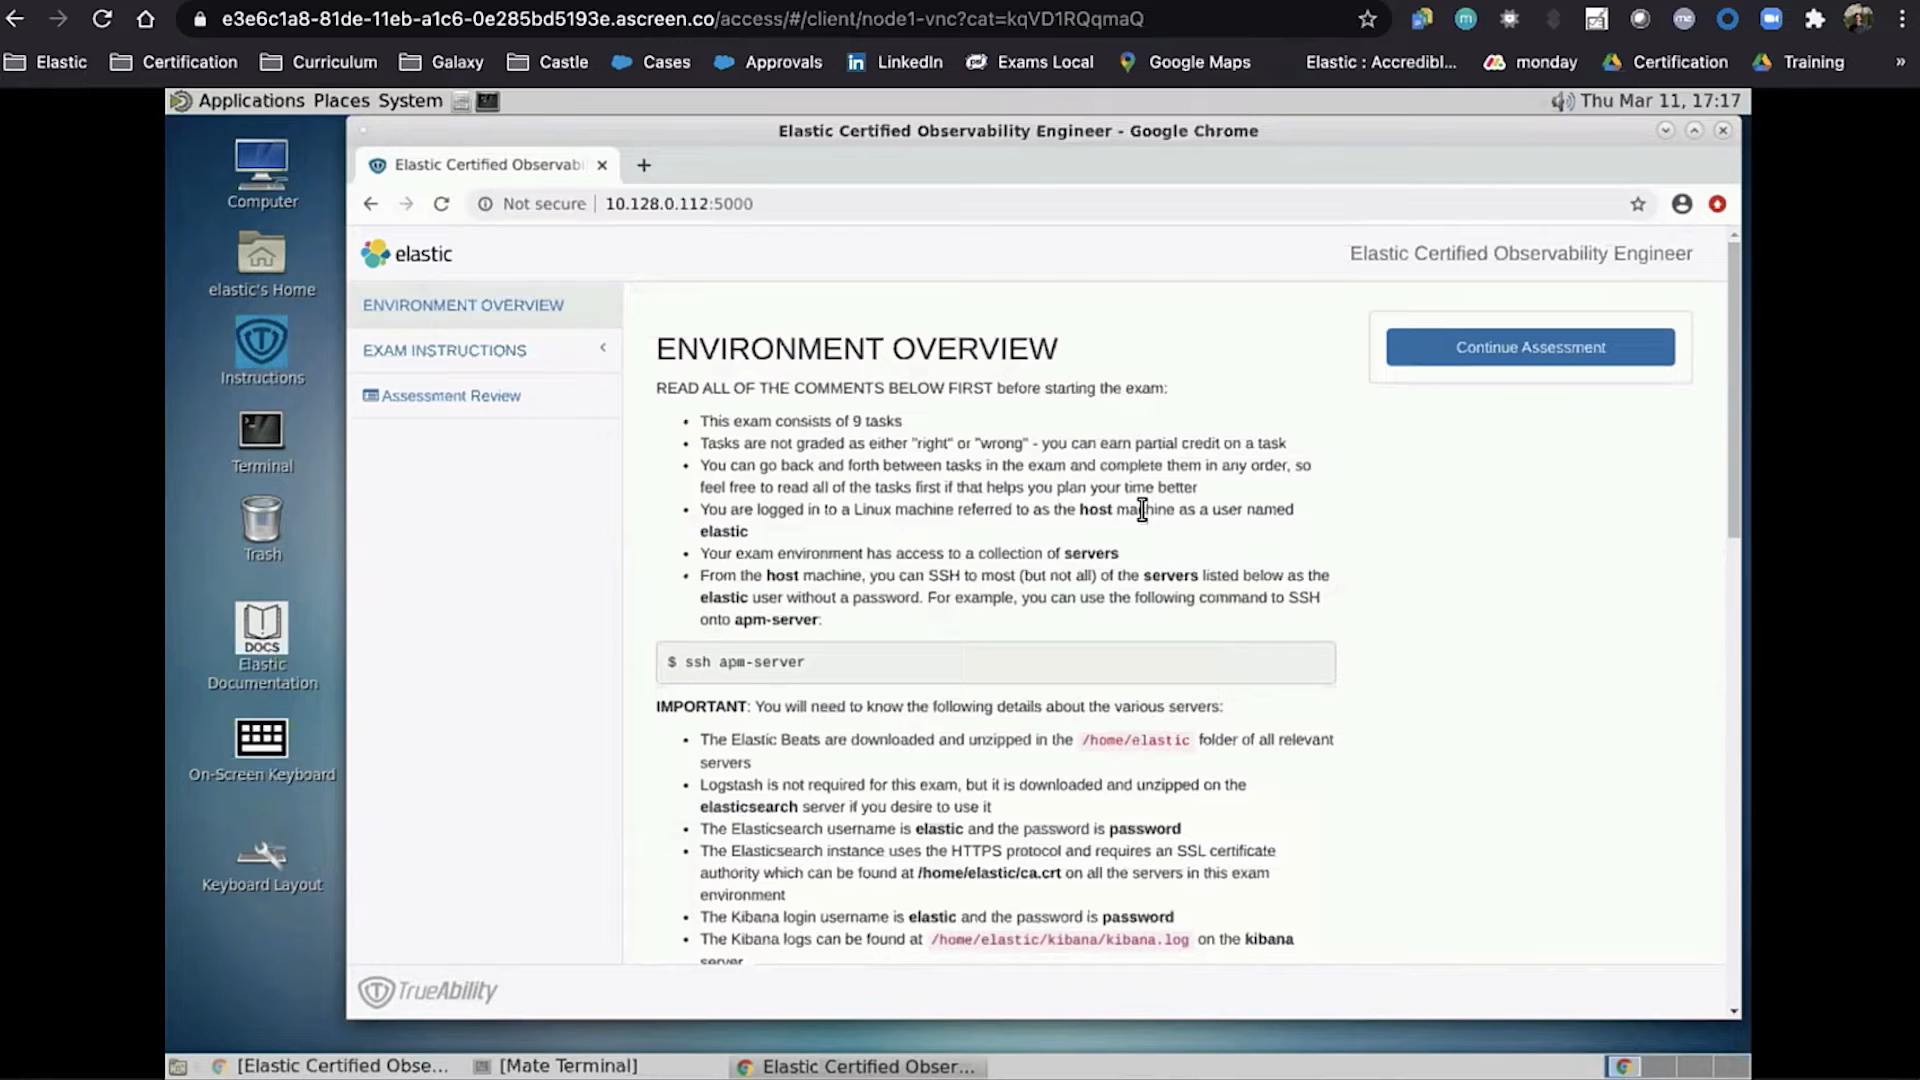 e3e6c1a8-81de-11eb-a1c6-0e285bd5193e.ascreen.co/access/#/client/node1-vnc?cat=kqVD1RQqmaQ
Elastic Certification Curriculum Galaxy Castle Cases Approvals LinkedIn Exams Local Google Maps Elastic : Accredibl... monday Certification Training »
Applications Places System Thu Mar 11, 17:17
Elastic Certified Observability Engineer - Google Chrome
Elastic Certified Observabi
Not secure 10.128.0.112:5000
elastic Elastic Certified Observability Engineer
Computer
elastic's Home
Instructions
Terminal
Trash
DOCS
Elastic
Documentation
On-Screen Keyboard
Keyboard Layout
ENVIRONMENT OVERVIEW
EXAM INSTRUCTIONS
Assessment Review
ENVIRONMENT OVERVIEW
READ ALL OF THE COMMENTS BELOW FIRST before starting the exam:
• This exam consists of 9 tasks
• Tasks are not graded as either "right" or "wrong" - you can earn partial credit on a task
• You can go back and forth between tasks in the exam and complete them in any order, so
feel free to read all of the tasks first if that helps you plan your time better
• You are logged in to a Linux machine referred to as the host machine as a user named
elastic
• Your exam environment has access to a collection of servers
• From the host machine, you can SSH to most (but not all) of the servers listed below as the
elastic user without a password. For example, you can use the following command to SSH
onto apm-server:
$ ssh apm-server
IMPORTANT: You will need to know the following details about the various servers:
• The Elastic Beats are downloaded and unzipped in the /home/elastic folder of all relevant
servers
• Logstash is not required for this exam, but it is downloaded and unzipped on the
elasticsearch server if you desire to use it
• The Elasticsearch username is elastic and the password is password
• The Elasticsearch instance uses the HTTPS protocol and requires an SSL certificate
authority which can be found at /home/elastic/ca.crt on all the servers in this exam
environment
• The Kibana login username is elastic and the password is password
• The Kibana logs can be found at /home/elastic/kibana/kibana.log on the kibana
server
Continue Assessment
TrueAbility
[Elastic Certified Obse... [Mate Terminal] Elastic Certified Obser...